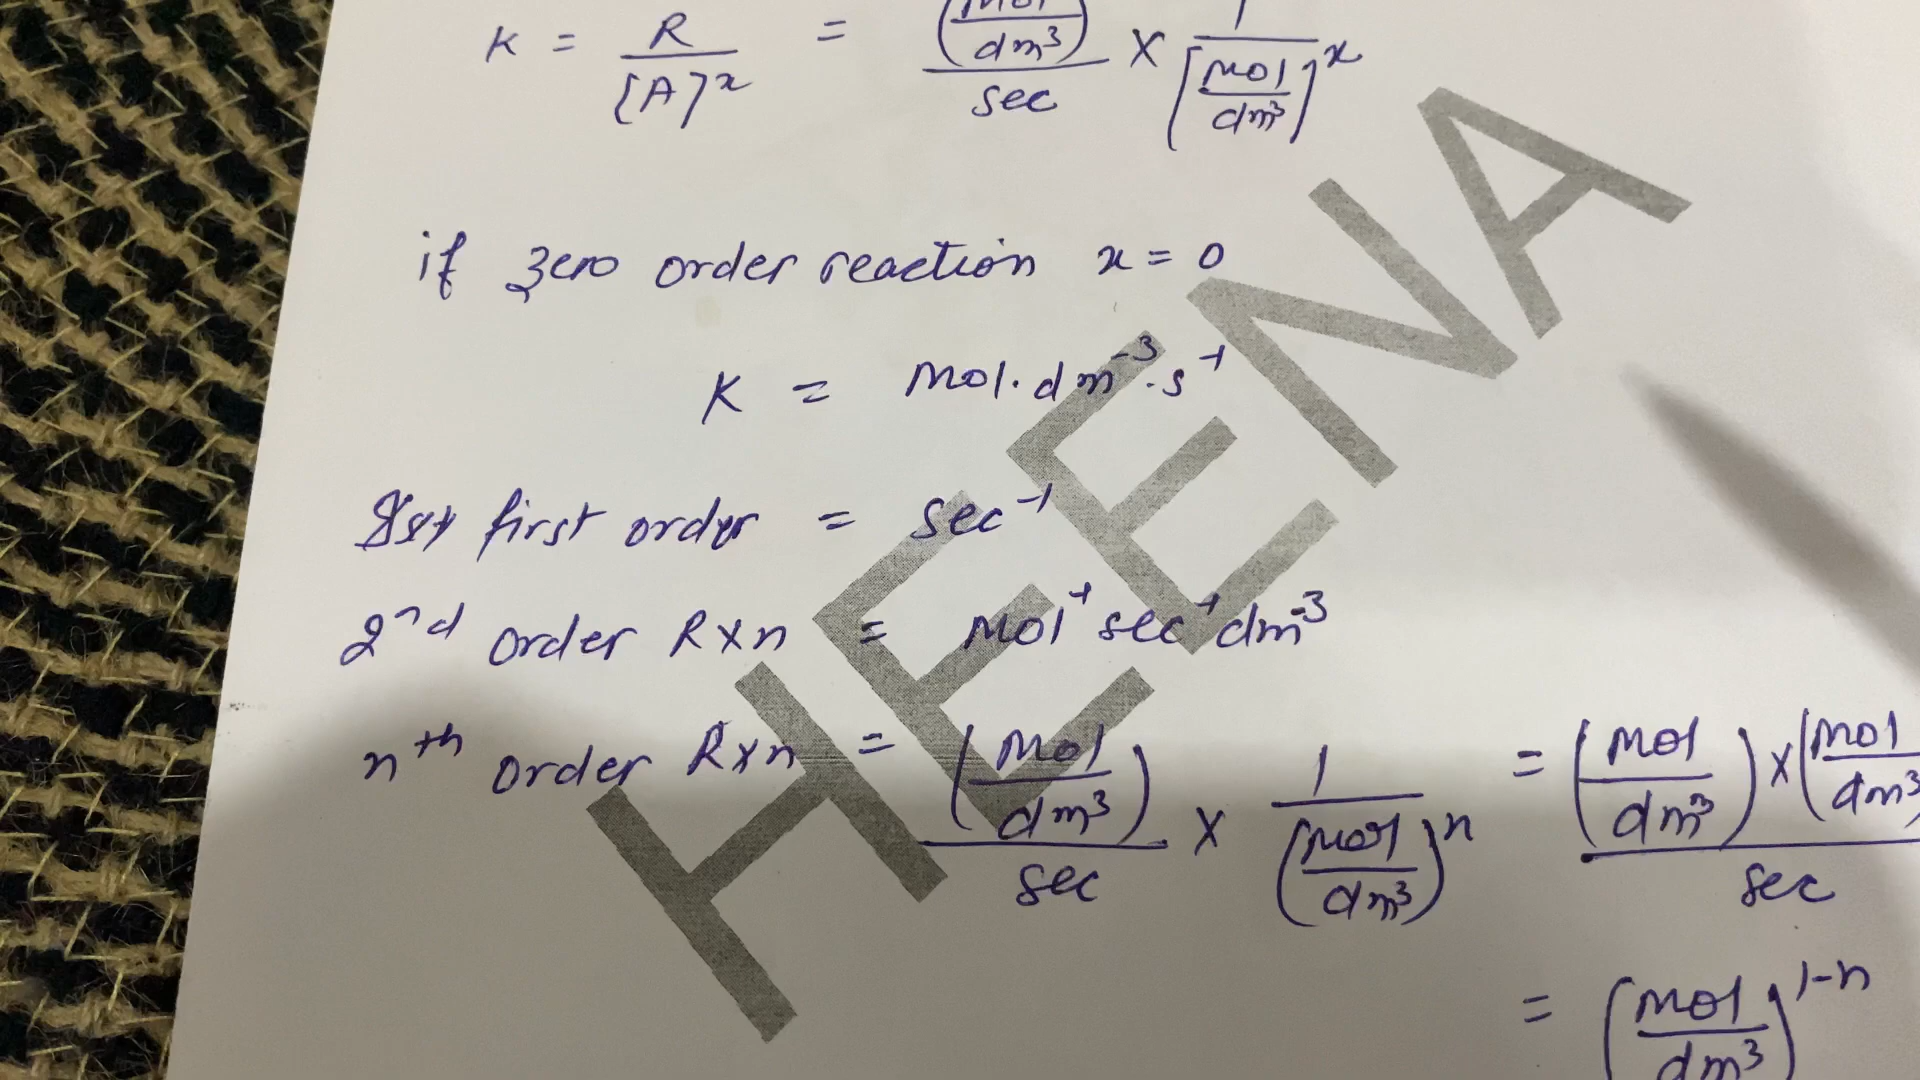 K = R / [A]^x = (mol/dm³) / sec × 1 / [mol/dm³]^x
if zero order reaction x = 0
K = mol·dm⁻³·s⁻¹
first order = sec⁻¹
2nd order Rxn = mol⁻¹ sec⁻¹ dm⁻³
nth order Rxn = (mol/dm³) / sec × 1 / (mol/dm³)^n = (mol/dm³) × (mol/dm³ / sec
= (mol/dm³)^1-n
HEENA